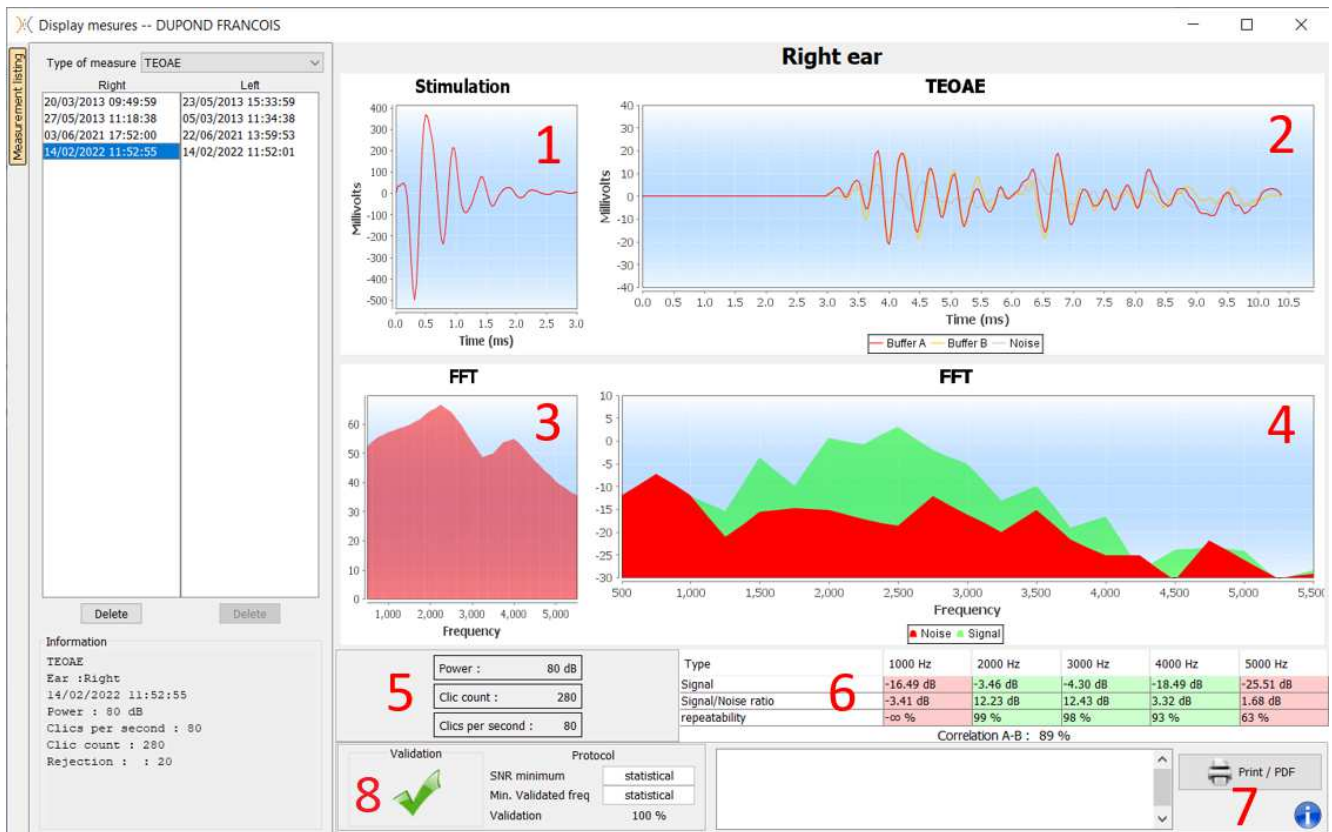 Display mesures -- DUPOND FRANCOIS
Measurement listing
Type of measure TEOAE
Right Left
20/03/2013 09:49:59 23/05/2013 15:33:59
27/05/2013 11:18:38 05/03/2013 11:34:38
03/06/2021 17:52:00 22/06/2021 13:59:53
14/02/2022 11:52:55 14/02/2022 11:52:01
Delete Delete
Information
TEOAE
Ear :Right
14/02/2022 11:52:55
Power : 80 dB
Clics per second : 80
Clic count : 280
Rejection : : 20
Right ear
Stimulation
1
Millivolts
400
300
200
100
0
-100
-200
-300
-400
-500
0.0 0.5 1.0 1.5 2.0 2.5 3.0
Time (ms)
TEOAE
2
Millivolts
40
30
20
10
0
-10
-20
-30
-40
0.0 0.5 1.0 1.5 2.0 2.5 3.0 3.5 4.0 4.5 5.0 5.5 6.0 6.5 7.0 7.5 8.0 8.5 9.0 9.5 10.0 10.5
Time (ms)
Buffer A Buffer B Noise
FFT
3
60
50
40
30
20
10
0
1,000 2,000 3,000 4,000 5,000
Frequency
FFT
4
10
5
0
-5
-10
-15
-20
-25
-30
500 1,000 1,500 2,000 2,500 3,000 3,500 4,000 4,500 5,000 5,500
Frequency
Noise Signal
5
Power : 80 dB
Clic count : 280
Clics per second : 80
6
Type 1000 Hz 2000 Hz 3000 Hz 4000 Hz 5000 Hz
Signal -16.49 dB -3.46 dB -4.30 dB -18.49 dB -25.51 dB
Signal/Noise ratio -3.41 dB 12.23 dB 12.43 dB 3.32 dB 1.68 dB
repeatability -∞ % 99 % 98 % 93 % 63 %
Correlation A-B : 89 %
Validation
8
Protocol
SNR minimum statistical
Min. Validated freq statistical
Validation 100 %
Print / PDF
7
i